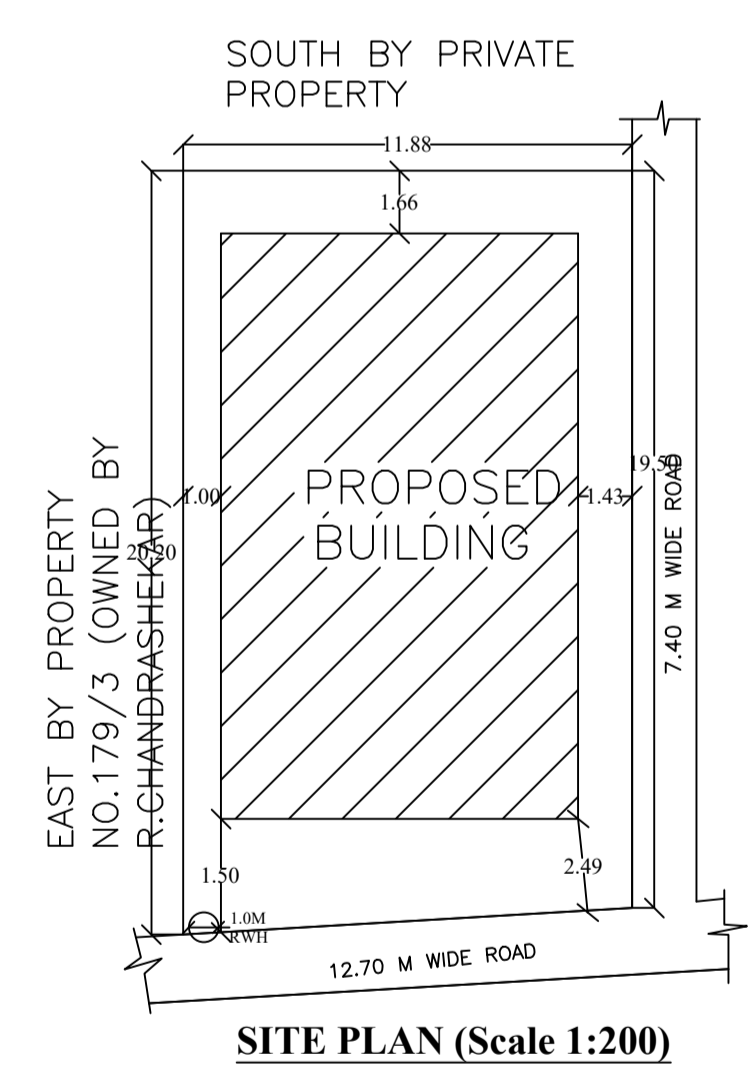 SOUTH BY PRIVATE
PROPERTY
11.88
1.66
EAST BY PROPERTY
NO.179/3 (OWNED BY
R.CHANDRASHEKAR)
20.20
1.00
PROPOSED
BUILDING
1.43
19.50
7.40 M WIDE ROAD
1.50
2.49
1.0M
RWH
12.70 M WIDE ROAD
SITE PLAN (Scale 1:200)